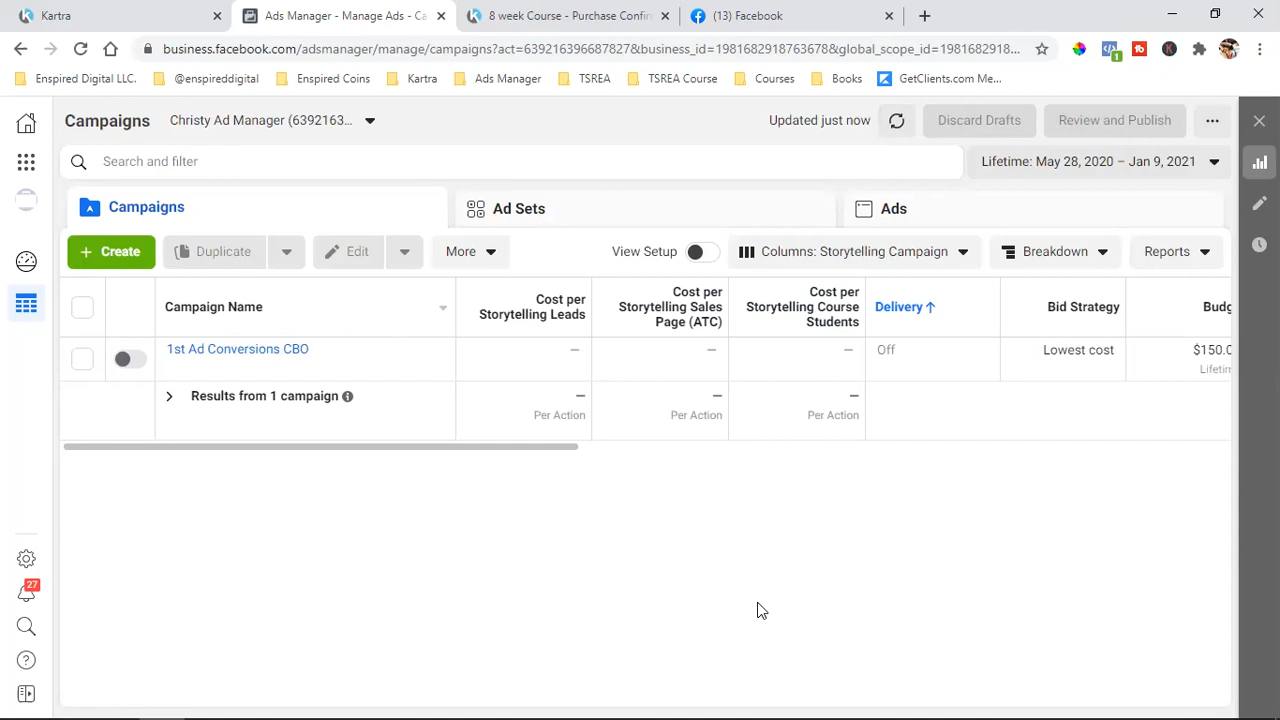 Kartra
Ads Manager - Manage Ads - Ca
8 week Course - Purchase Confir
(13) Facebook
business.facebook.com/adsmanager/manage/campaigns?act=639216396687827&business_id=1981682918763678&global_scope_id=1981682918...
1
Enspired Digital LLC.
@enspireddigital
Enspired Coins
Kartra
Ads Manager
TSREA
TSREA Course
Courses
Books
GetClients.com Me...
Campaigns
Christy Ad Manager (6392163...
Updated just now
Discard Drafts
Review and Publish
Search and filter
Lifetime: May 28, 2020 – Jan 9, 2021
Campaigns
Ad Sets
Ads
+ Create
Duplicate
Edit
More
View Setup
Columns: Storytelling Campaign
Breakdown
Reports
Campaign Name
Cost per
Storytelling Leads
Cost per
Storytelling Sales
Page (ATC)
Cost per
Storytelling Course
Students
Delivery ↑
Bid Strategy
Budg
1st Ad Conversions CBO
—
—
—
Off
Lowest cost
$150.0
Lifetim
Results from 1 campaign
—
Per Action
—
Per Action
—
Per Action
27